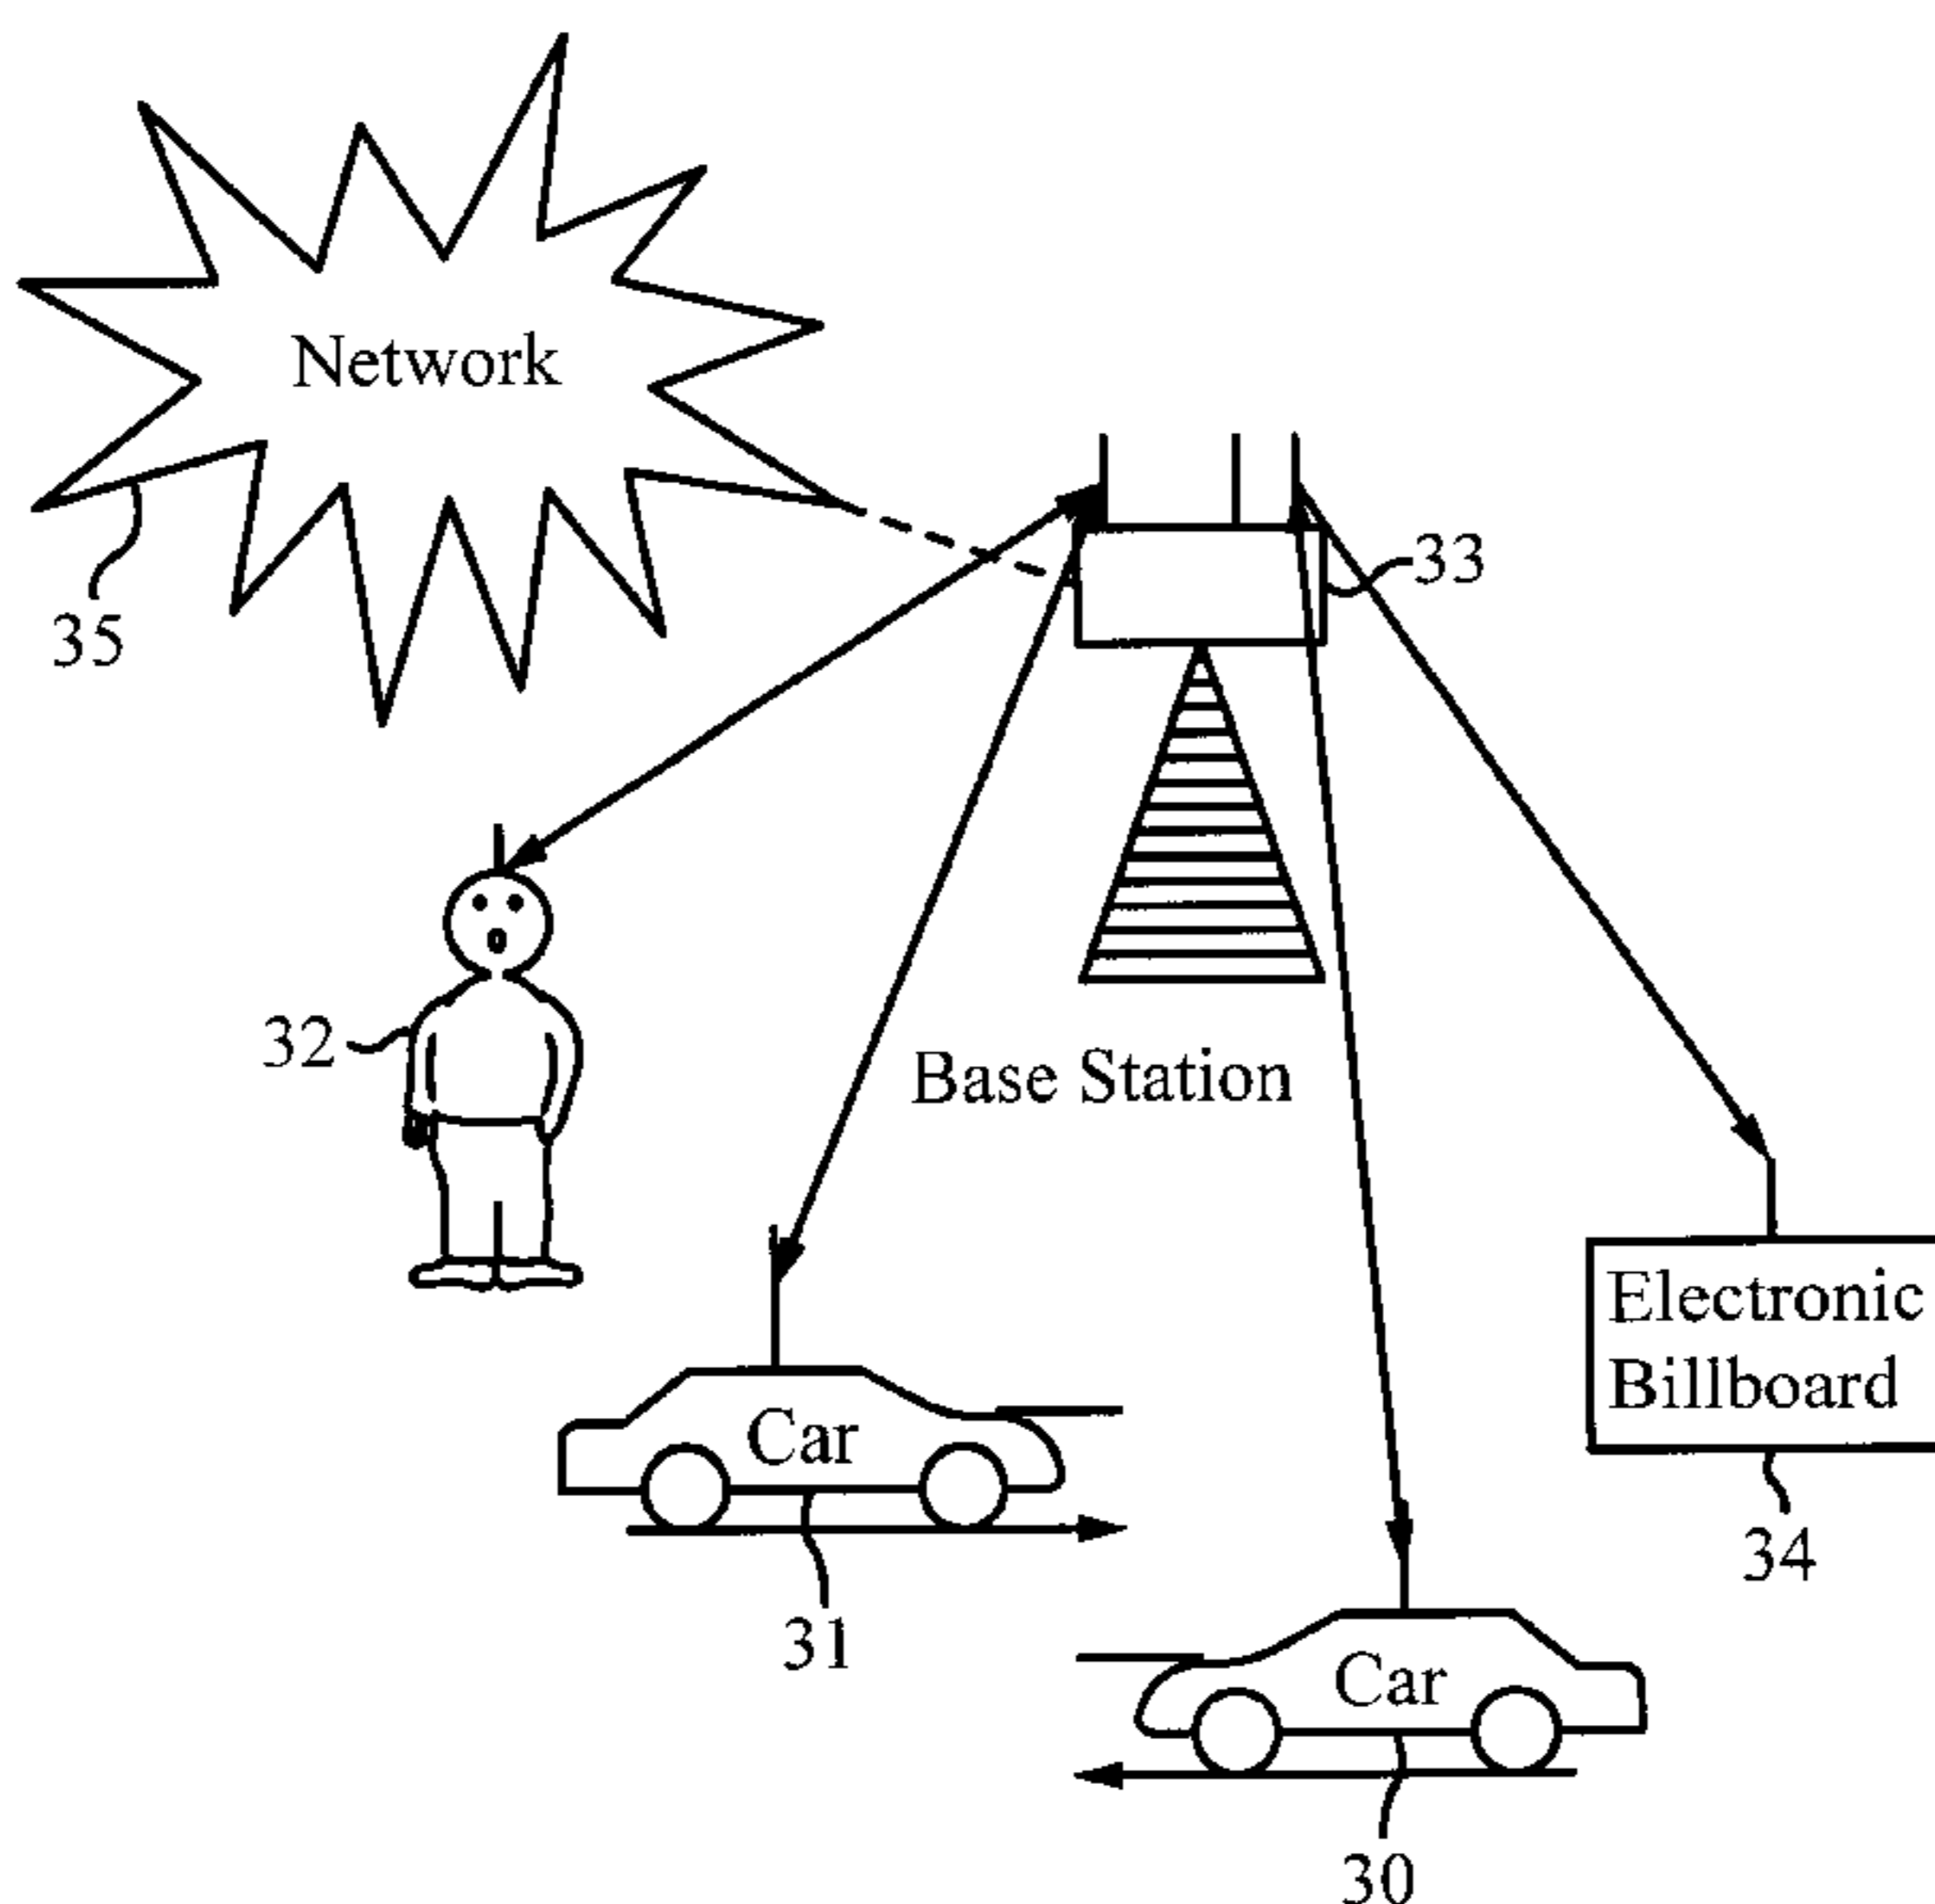 Network
33
35
32
Base Station
Electronic
Billboard
Car
34
31
Car
30